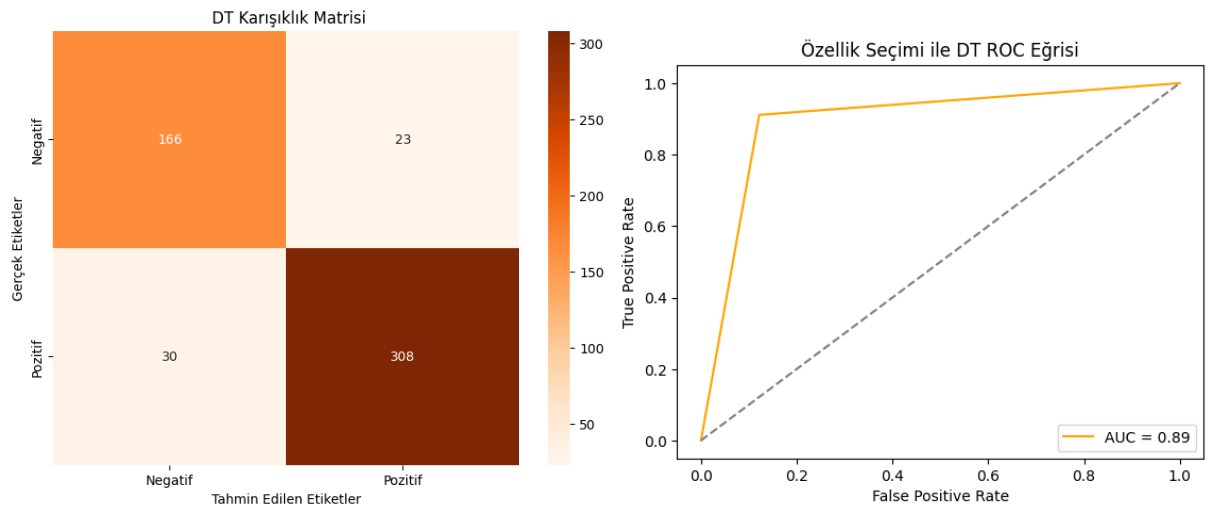 DT Karışıklık Matrisi
Gerçek Etiketler
Negatif
Pozitif
166
23
30
308
Negatif
Pozitif
Tahmin Edilen Etiketler
300
250
200
150
100
50
Özellik Seçimi ile DT ROC Eğrisi
True Positive Rate
1.0
0.8
0.6
0.4
0.2
0.0
AUC = 0.89
0.0
0.2
0.4
0.6
0.8
1.0
False Positive Rate